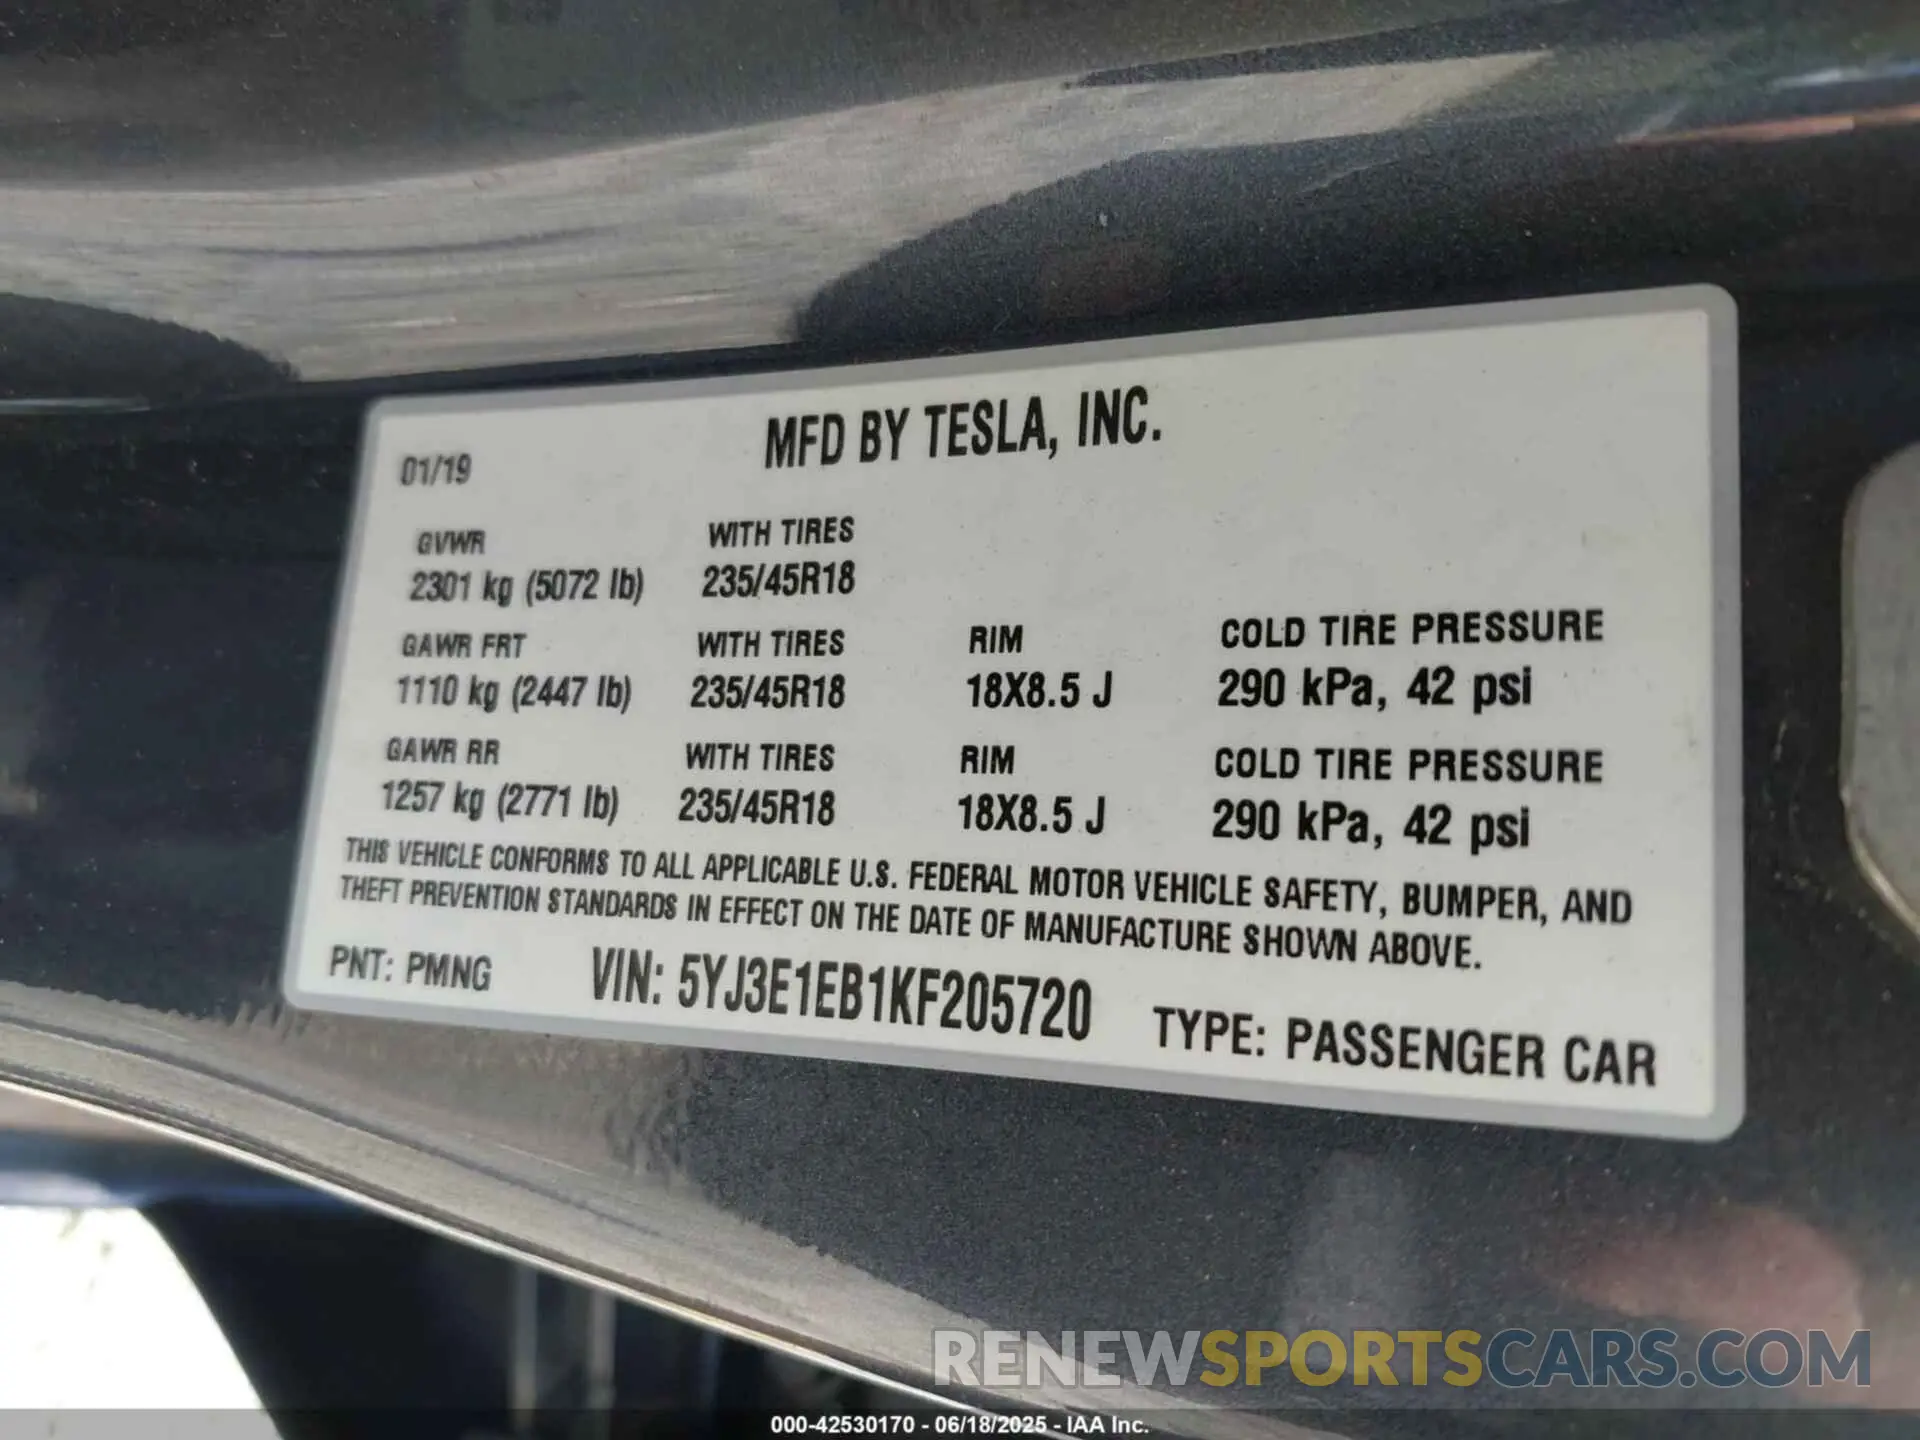 MFD BY TESLA, INC.
01/19
GVWR WITH TIRES
2301 kg (5072 lb) 235/45R18
GAWR FRT WITH TIRES RIM COLD TIRE PRESSURE
1110 kg (2447 lb) 235/45R18 18X8.5 J 290 kPa, 42 psi
GAWR RR WITH TIRES RIM COLD TIRE PRESSURE
1257 kg (2771 lb) 235/45R18 18X8.5 J 290 kPa, 42 psi
THIS VEHICLE CONFORMS TO ALL APPLICABLE U.S. FEDERAL MOTOR VEHICLE SAFETY, BUMPER, AND
THEFT PREVENTION STANDARDS IN EFFECT ON THE DATE OF MANUFACTURE SHOWN ABOVE.
PNT: PMNG VIN: 5YJ3E1EB1KF205720 TYPE: PASSENGER CAR
RENEWSPORTSCARS.COM
000-42530170 - 06/18/2025 - IAA Inc.